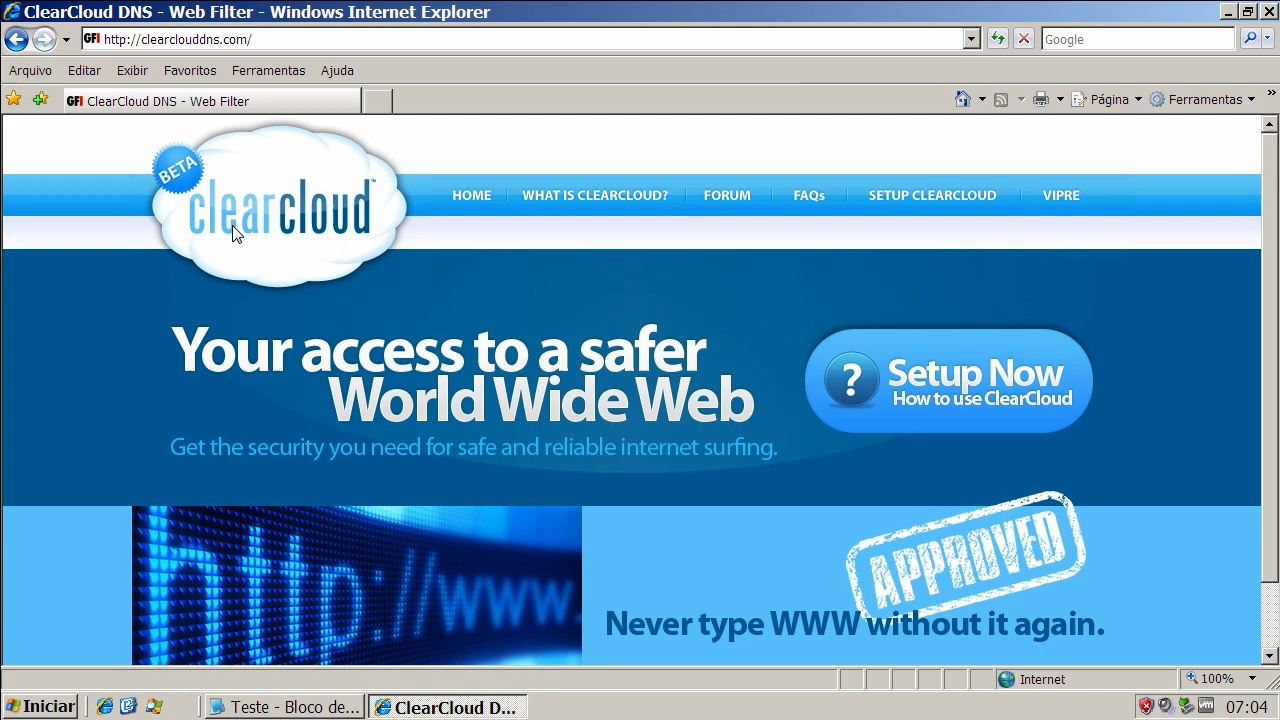 ClearCloud DNS - Web Filter - Windows Internet Explorer
GFI http://clearclouddns.com/
Google
Arquivo Editar Exibir Favoritos Ferramentas Ajuda
GFI ClearCloud DNS - Web Filter
Página Ferramentas »
BETA
clearcloud™
HOME WHAT IS CLEARCLOUD? FORUM FAQs SETUP CLEARCLOUD VIPRE
Your access to a safer
World Wide Web
Get the security you need for safe and reliable internet surfing.
? Setup Now
How to use ClearCloud
http://www.
APPROVED
Never type WWW without it again.
Internet
100%
Iniciar
Teste - Bloco de...
ClearCloud D...
07:04